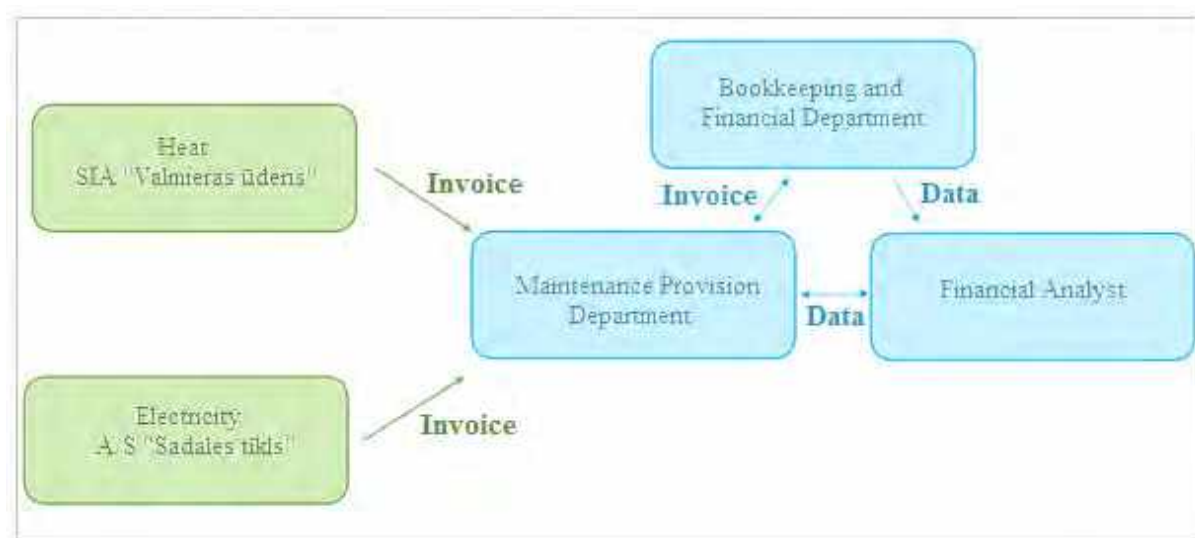 Bookkeeping and
Financial Department
Heat
SIA "Valmieras ūdens"
Invoice
Invoice
Data
Maintenance Provision
Department
Data
Financial Analyst
Electricity
A/S "Sadales tīkls"
Invoice